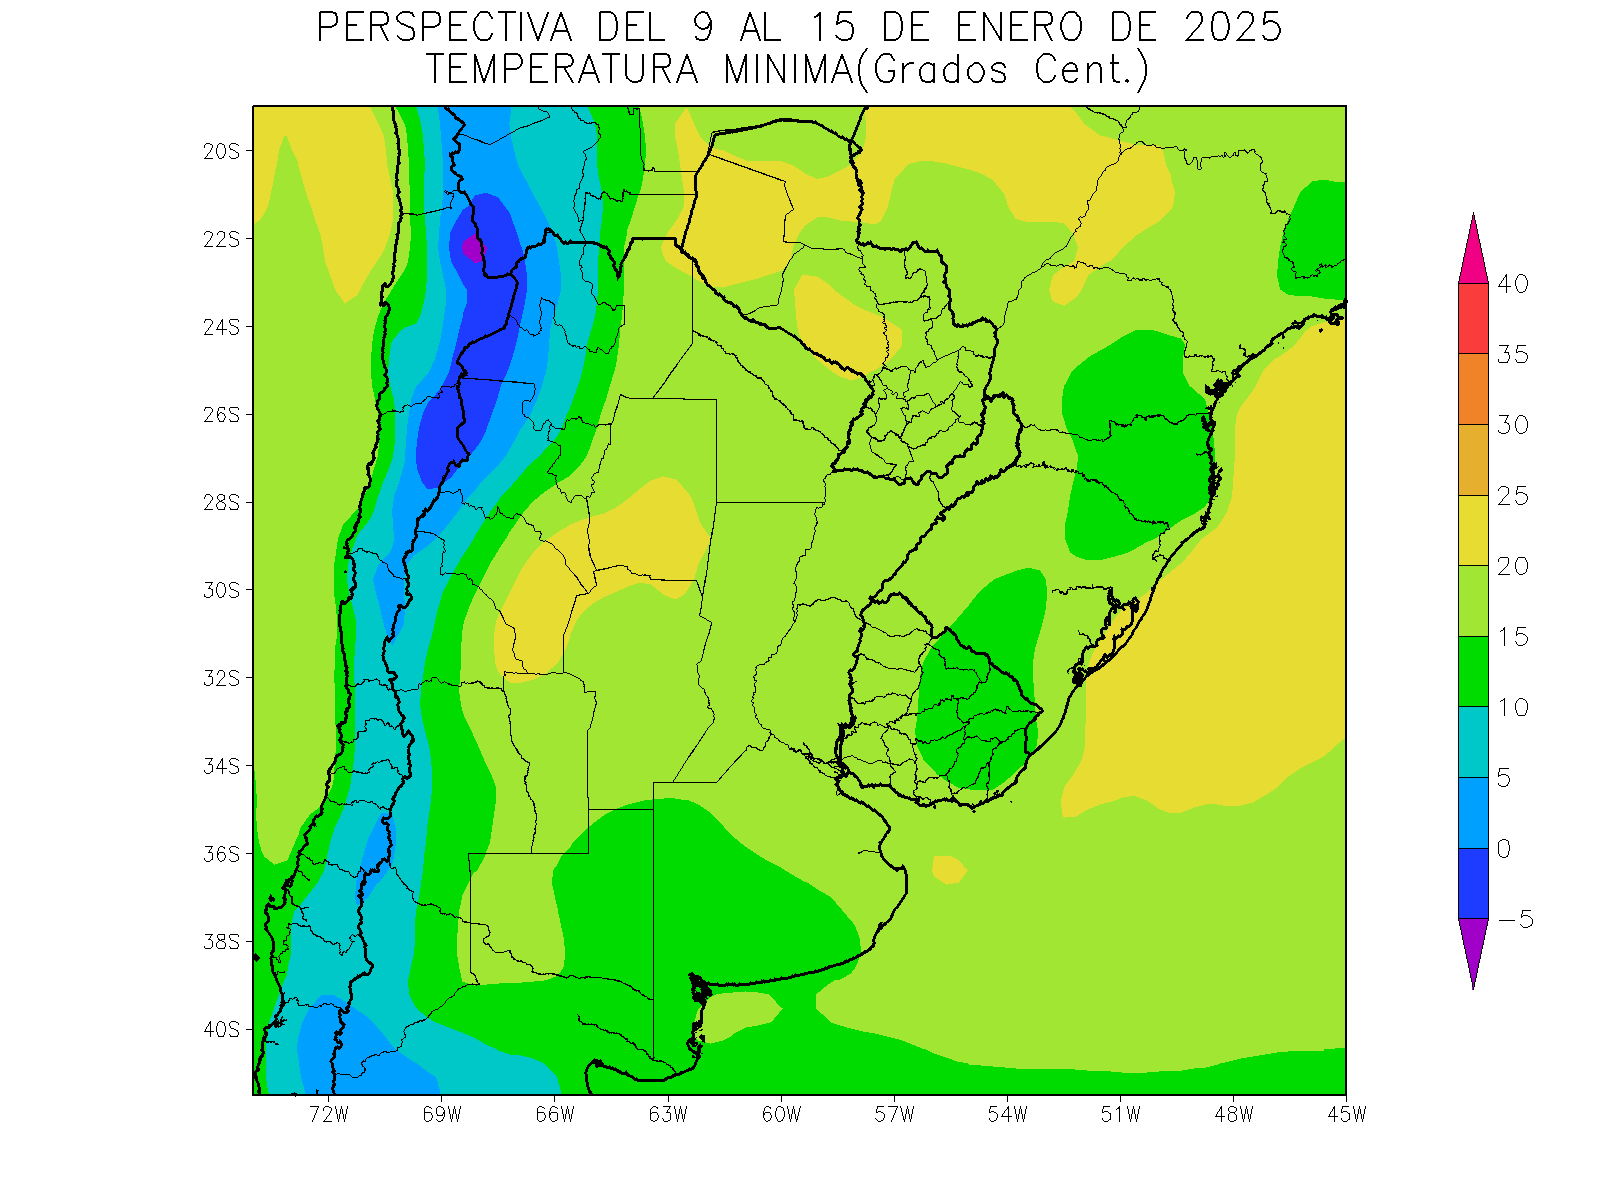 PERSPECTIVA DEL 9 AL 15 DE ENERO DE 2025
TEMPERATURA MINIMA(Grados Cent.)
20S
22S
24S
26S
28S
30S
32S
34S
36S
38S
40S
72W 69W 66W 63W 60W 57W 54W 51W 48W 45W
40
35
30
25
20
15
10
5
0
−5